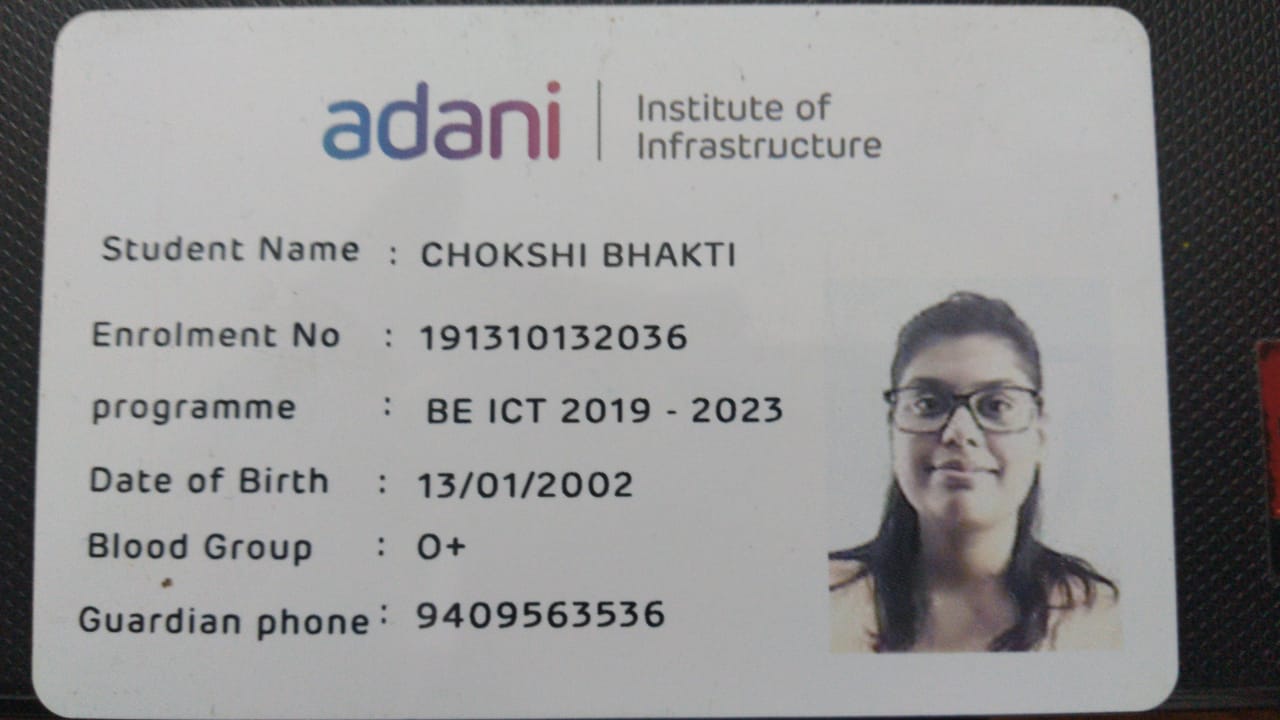 adani
Institute of
Infrastructure
Student Name : CHOKSHI BHAKTI
Enrolment No : 191310132036
programme : BE ICT 2019 - 2023
Date of Birth : 13/01/2002
Blood Group : O+
Guardian phone : 9409563536